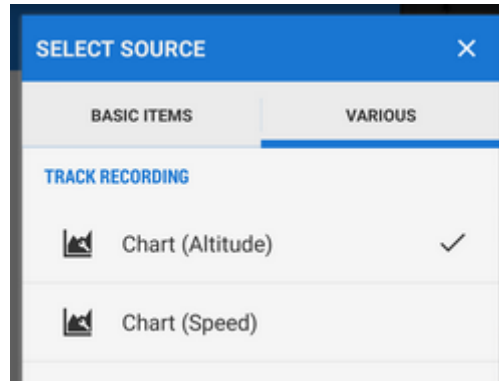 SELECT SOURCE
BASIC ITEMS VARIOUS
TRACK RECORDING
Chart (Altitude)
Chart (Speed)